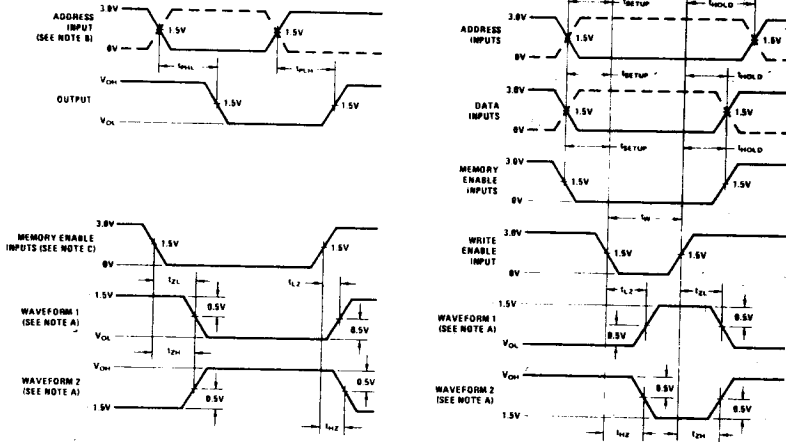 ADDRESS
INPUT
(SEE NOTE B)
3.0V
0V
1.5V
1.5V
tPHL
tPLH
OUTPUT
VOH
VOL
1.5V
1.5V
MEMORY ENABLE
INPUTS (SEE NOTE C)
3.0V
0V
1.5V
1.5V
tZL
tLZ
WAVEFORM 1
(SEE NOTE A)
1.5V
VOL
0.5V
0.5V
tZH
WAVEFORM 2
(SEE NOTE A)
VOH
1.5V
0.5V
0.5V
tHZ
tSETUP
tHOLD
ADDRESS
INPUTS
3.0V
0V
1.5V
1.5V
tSETUP
tHOLD
DATA
INPUTS
3.0V
0V
1.5V
1.5V
tSETUP
tHOLD
MEMORY
ENABLE
INPUTS
3.0V
0V
1.5V
1.5V
tW
WRITE
ENABLE
INPUT
3.0V
0V
1.5V
1.5V
tLZ
tZL
WAVEFORM 1
(SEE NOTE A)
1.5V
VOL
0.5V
0.5V
WAVEFORM 2
(SEE NOTE A)
VOH
1.5V
0.5V
0.5V
tHZ
tZH